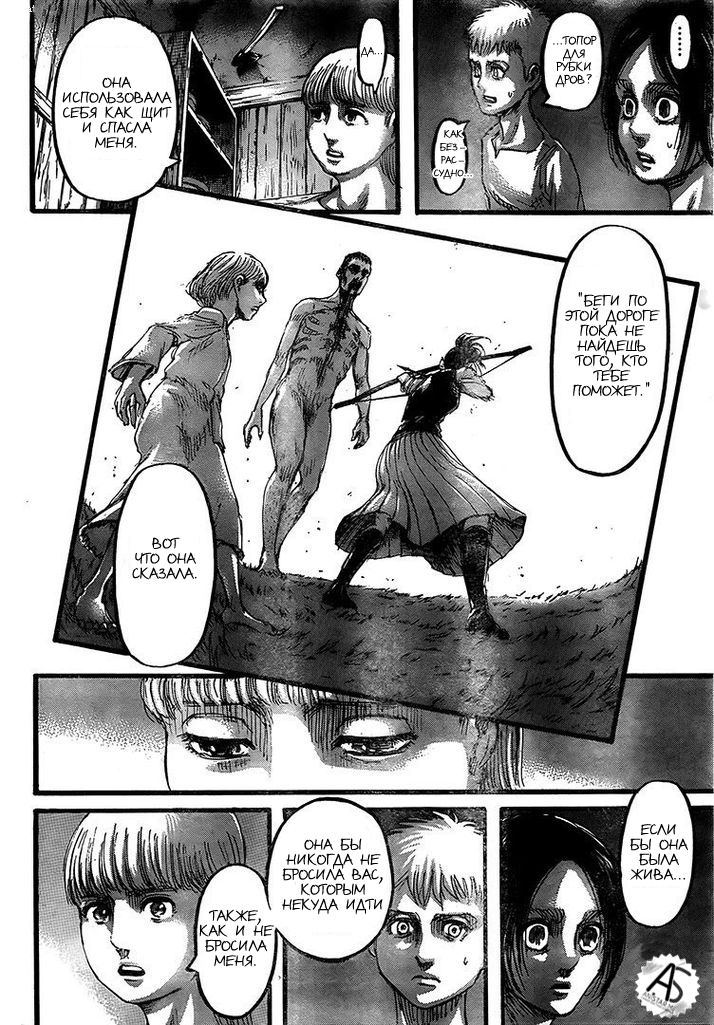 ........
...ТОПОР
ДЛЯ
РУБКИ
ДРОВ?
КАК
БЕЗ-
РАС-
СУДНО...
ДА...
ОНА
ИСПОЛЬЗОВАЛА
СЕБЯ КАК ЩИТ
И СПАСЛА
МЕНЯ.
"БЕГИ ПО
ЭТОЙ ДОРОГЕ
ПОКА НЕ
НАЙДЕШЬ
ТОГО, КТО
ТЕБЕ
ПОМОЖЕТ."
ВОТ
ЧТО ОНА
СКАЗАЛА.
ЕСЛИ
БЫ ОНА
БЫЛА
ЖИВА...
ОНА БЫ
НИКОГДА НЕ
БРОСИЛА ВАС,
КОТОРЫМ
НЕКУДА ИДТИ
ТАКЖЕ,
КАК И НЕ
БРОСИЛА
МЕНЯ.
AS